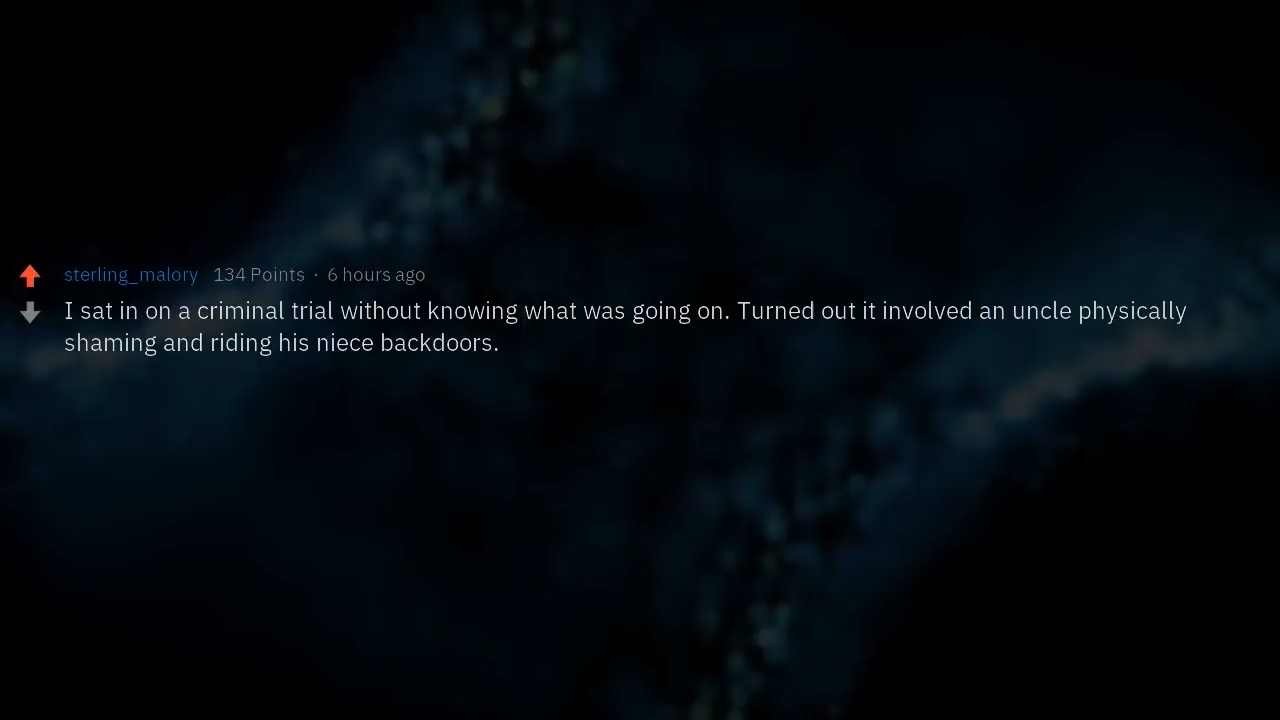 sterling_malory 134 Points · 6 hours ago
I sat in on a criminal trial without knowing what was going on. Turned out it involved an uncle physically
shaming and riding his niece backdoors.